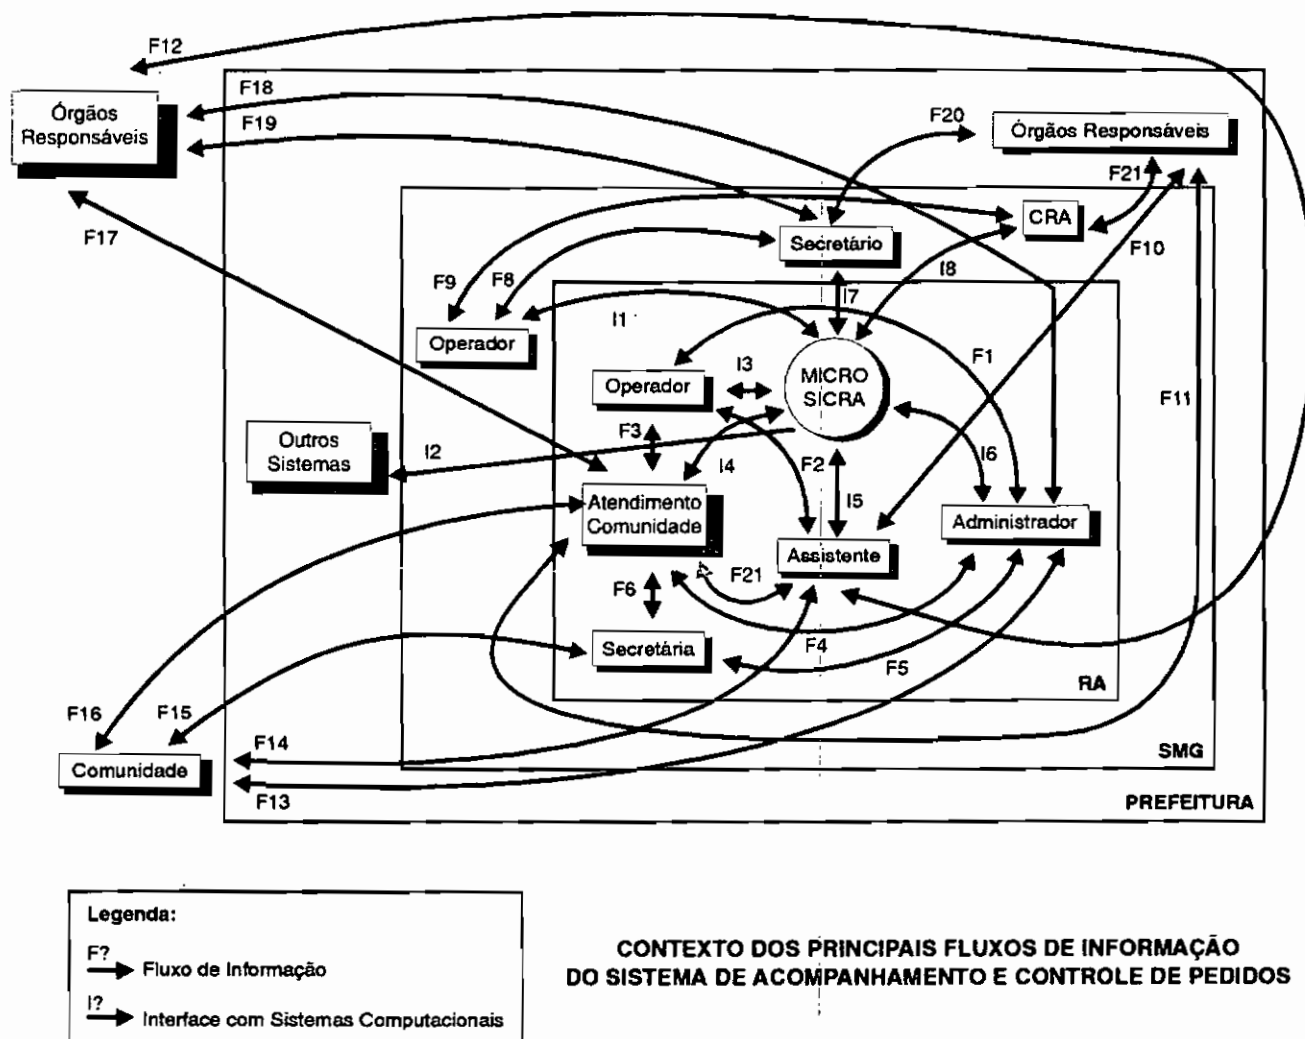 F12
F18
F19
Órgãos
Responsáveis
F20
Órgãos Responsáveis
F21
F17
CRA
Secretário
F10
F9
F8
I8
I7
I1
Operador
F1
I3
MICRO
SICRA
Operador
F11
F3
Outros
Sistemas
I2
I4
F2
I6
I5
Atendimento
Comunidade
Administrador
Assistente
F21
F6
F4
Secretária
F5
RA
F16
F15
F14
SMG
Comunidade
F13
PREFEITURA
Legenda:
F?
Fluxo de Informação
I?
Interface com Sistemas Computacionais
CONTEXTO DOS PRINCIPAIS FLUXOS DE INFORMAÇÃO
DO SISTEMA DE ACOMPANHAMENTO E CONTROLE DE PEDIDOS